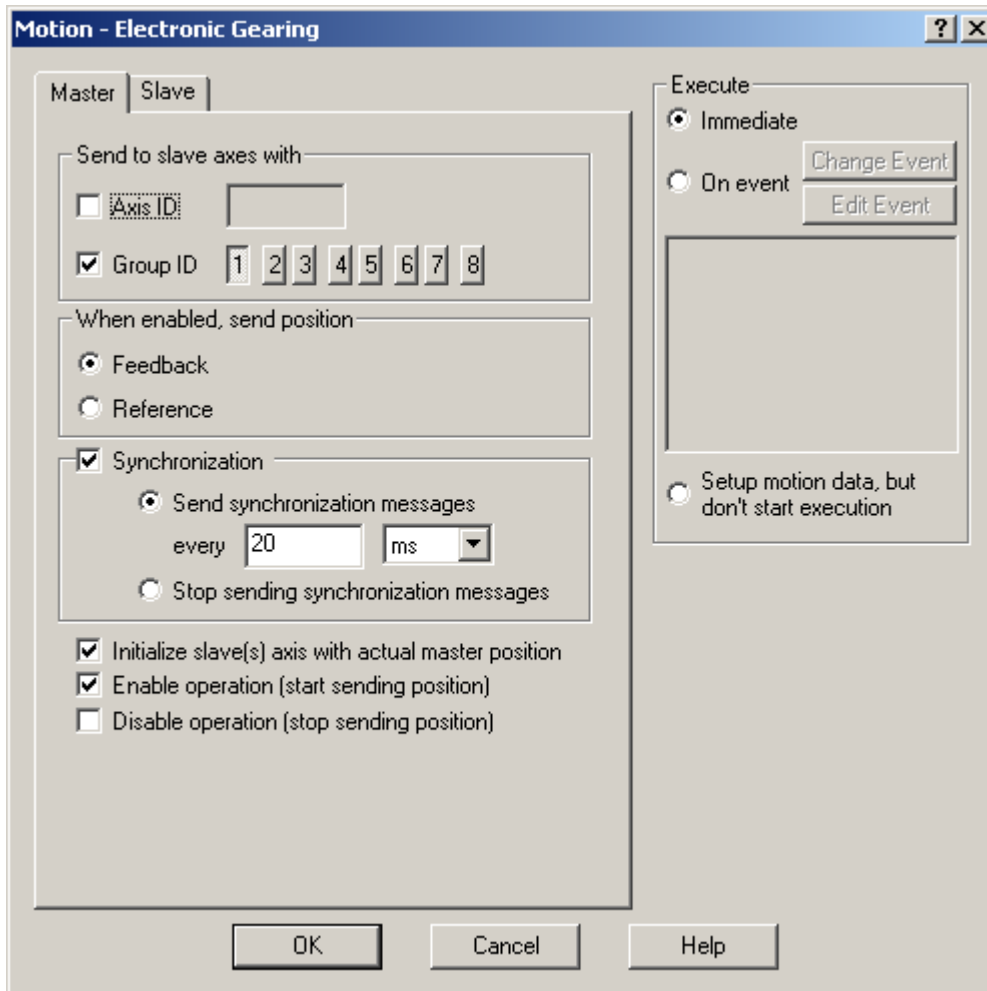 Motion - Electronic Gearing
Master
Slave
Send to slave axes with
Axis ID
Group ID 1 2 3 4 5 6 7 8
When enabled, send position
Feedback
Reference
Synchronization
Send synchronization messages
every 20 ms
Stop sending synchronization messages
Initialize slave(s) axis with actual master position
Enable operation (start sending position)
Disable operation (stop sending position)
Execute
Immediate
On event
Change Event
Edit Event
Setup motion data, but
don't start execution
OK
Cancel
Help